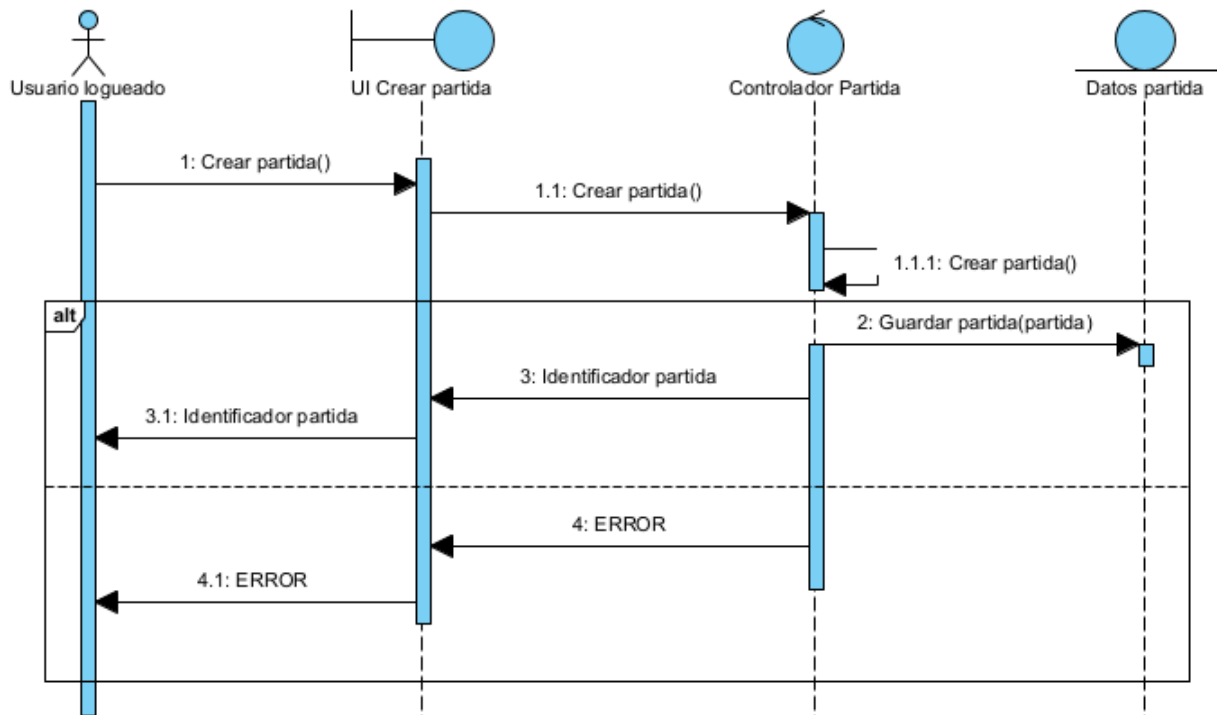 Usuario logueado
UI Crear partida
Controlador Partida
Datos partida
1: Crear partida()
1.1: Crear partida()
1.1.1: Crear partida()
alt
2: Guardar partida(partida)
3: Identificador partida
3.1: Identificador partida
4: ERROR
4.1: ERROR